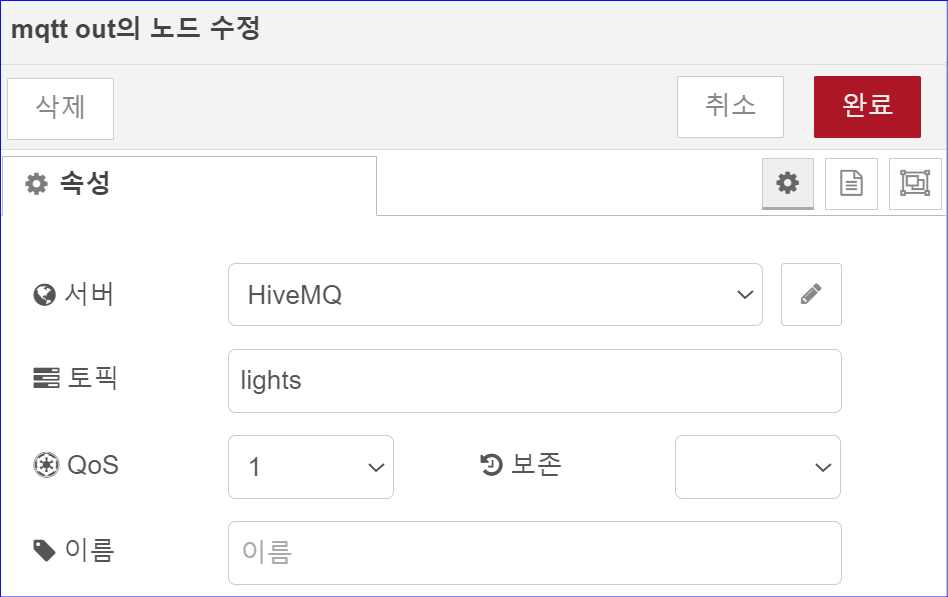 mqtt out의 노드 수정
삭제 취소 완료
속성
서버 HiveMQ
토픽 lights
QoS 1 보존
이름 이름